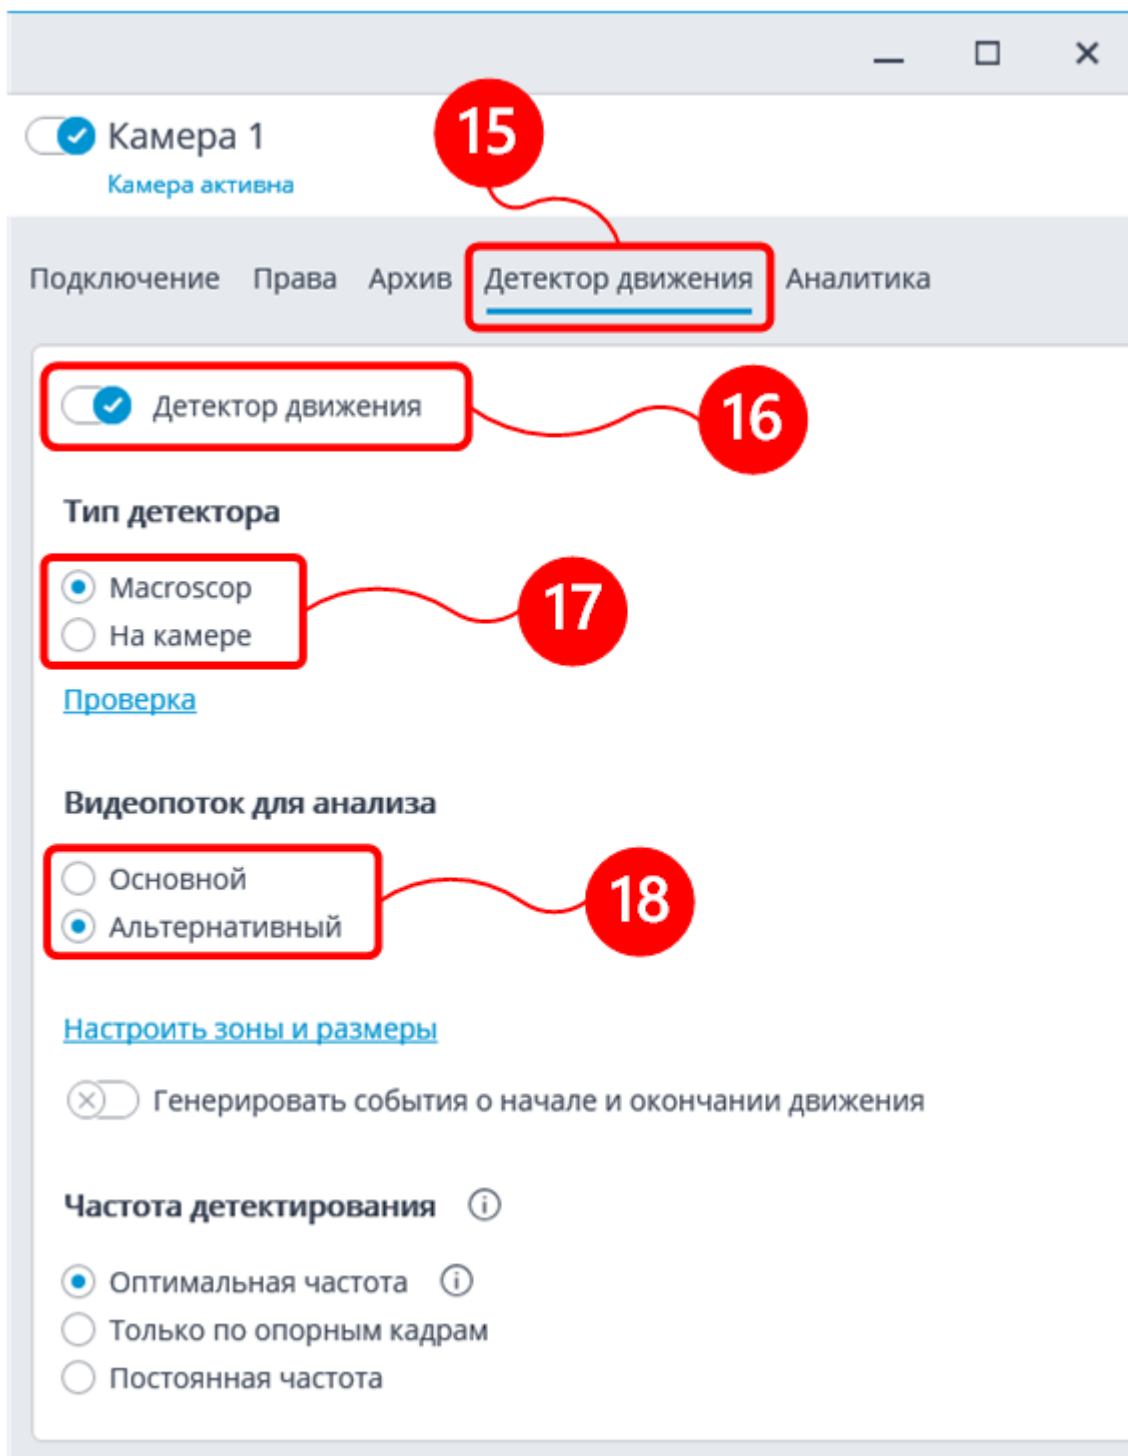 Камера 1
15
Камера активна
Подключение Права Архив Детектор движения Аналитика
Детектор движения
16
Тип детектора
Macroscop
17
На камере
Проверка
Видеопоток для анализа
Основной
18
Альтернативный
Настроить зоны и размеры
Генерировать события о начале и окончании движения
Частота детектирования
Оптимальная частота
Только по опорным кадрам
Постоянная частота